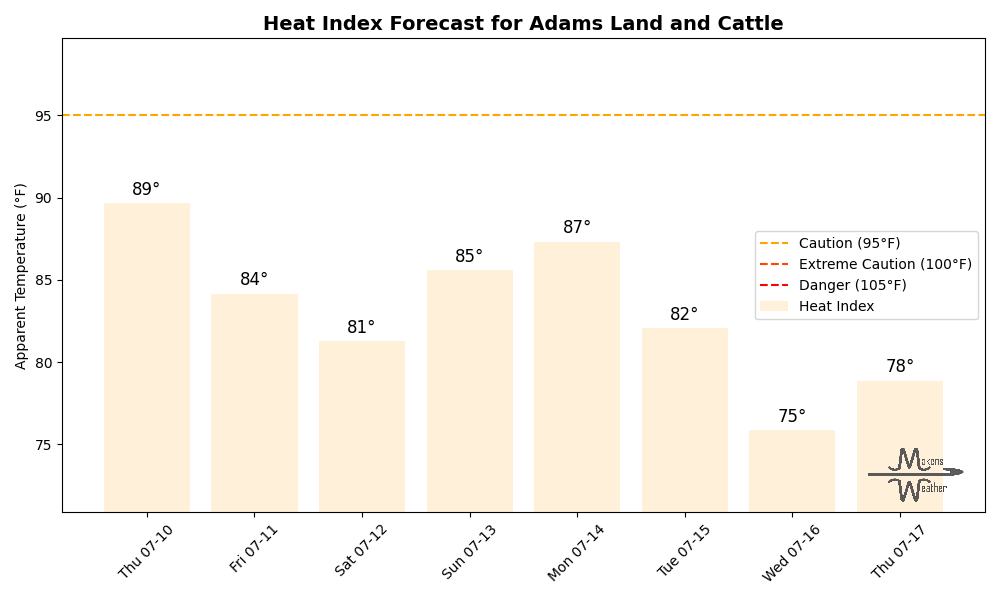 Heat Index Forecast for Adams Land and Cattle
Apparent Temperature (°F)
95
90
85
80
75
89°
84°
81°
85°
87°
82°
75°
78°
Caution (95°F)
Extreme Caution (100°F)
Danger (105°F)
Heat Index
Thu 07-10
Fri 07-11
Sat 07-12
Sun 07-13
Mon 07-14
Tue 07-15
Wed 07-16
Thu 07-17
Makens
Weather